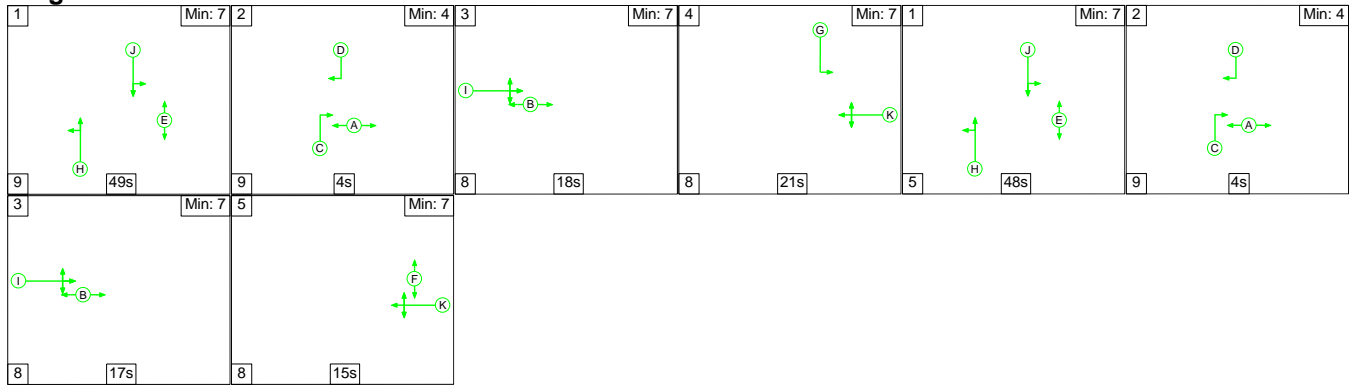 1 Min: 7 2 Min: 4 3 Min: 7 4 Min: 7 1 Min: 7 2 Min: 4
G
J D J D
I B
E K E
A A
C C
H H
9 49s 9 4s 8 18s 8 21s 5 48s 9 4s
3 Min: 7 5 Min: 7
I F
B K
8 17s 8 15s